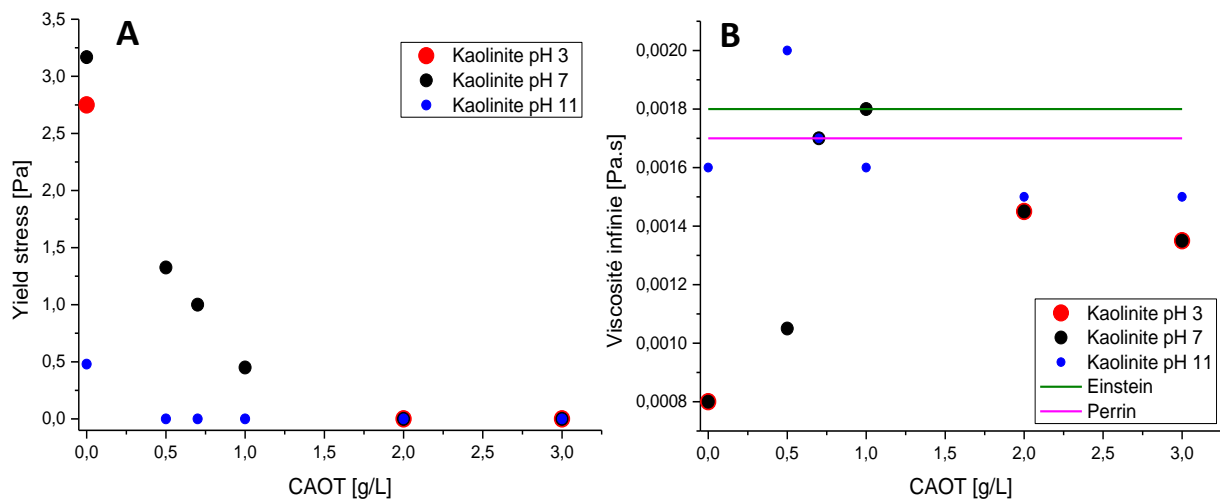 A
Kaolinite pH 3
Kaolinite pH 7
Kaolinite pH 11
Yield stress [Pa]
3,5
3,0
2,5
2,0
1,5
1,0
0,5
0,0
0,0 0,5 1,0 2,0 3,0
CAOT [g/L]
B
Viscosité infinie [Pa.s]
0,0020
0,0018
0,0016
0,0014
0,0012
0,0010
0,0008
Kaolinite pH 3
Kaolinite pH 7
Kaolinite pH 11
Einstein
Perrin
0,0 0,5 1,0 1,5 2,0 2,5 3,0
CAOT [g/L]